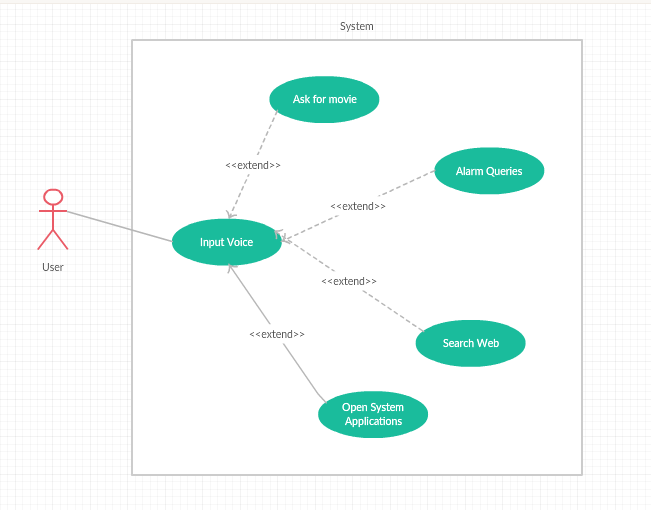 System
Ask for movie
<<extend>>
Alarm Queries
<<extend>>
Input Voice
User
<<extend>>
<<extend>>
Search Web
Open System
Applications